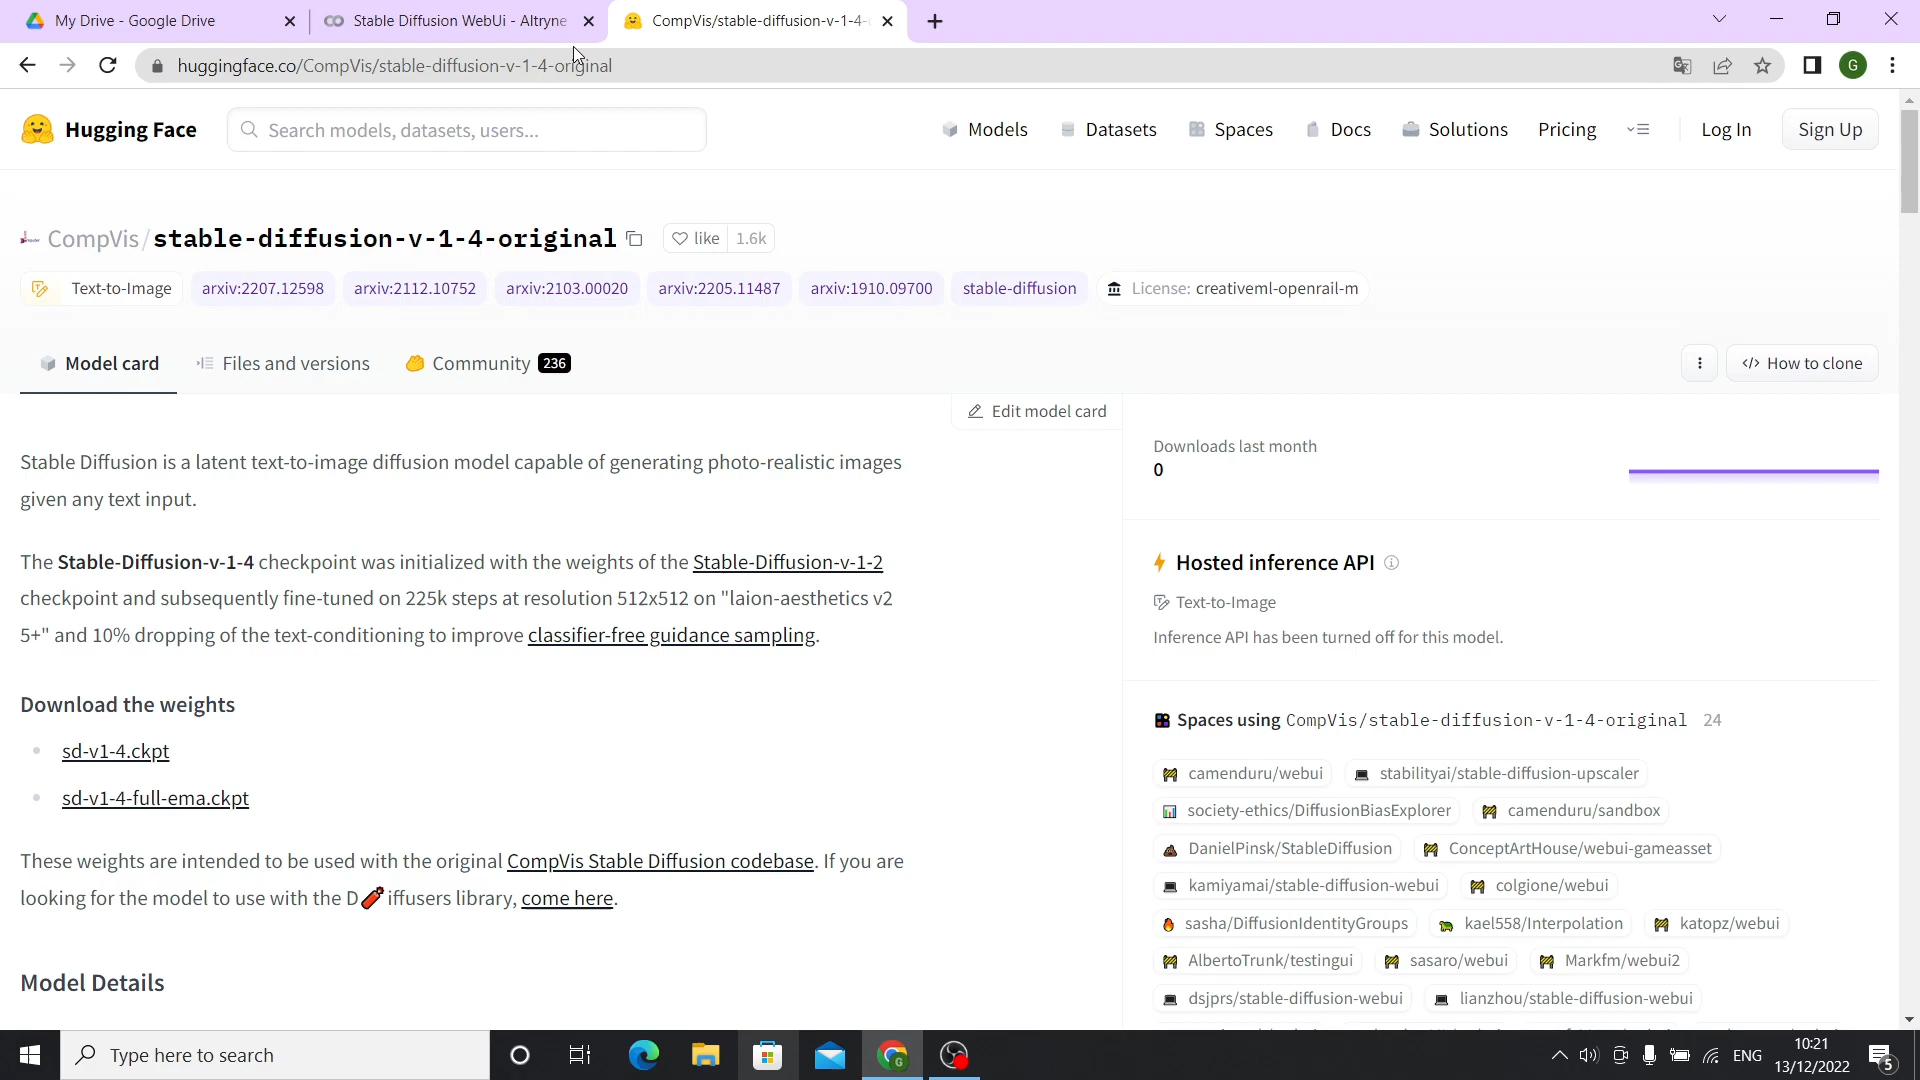 My Drive - Google Drive
Stable Diffusion WebUi - Altryne
CompVis/stable-diffusion-v-1-4-
huggingface.co/CompVis/stable-diffusion-v-1-4-original
G
Hugging Face
Search models, datasets, users...
Models
Datasets
Spaces
Docs
Solutions
Pricing
Log In
Sign Up
CompVis/stable-diffusion-v-1-4-original
like 1.6k
Text-to-Image
arxiv:2207.12598
arxiv:2112.10752
arxiv:2103.00020
arxiv:2205.11487
arxiv:1910.09700
stable-diffusion
License: creativeml-openrail-m
Model card
Files and versions
Community 236
</> How to clone
Edit model card
Stable Diffusion is a latent text-to-image diffusion model capable of generating photo-realistic images
given any text input.
The Stable-Diffusion-v-1-4 checkpoint was initialized with the weights of the Stable-Diffusion-v-1-2
checkpoint and subsequently fine-tuned on 225k steps at resolution 512x512 on "laion-aesthetics v2
5+" and 10% dropping of the text-conditioning to improve classifier-free guidance sampling.
Download the weights
sd-v1-4.ckpt
sd-v1-4-full-ema.ckpt
These weights are intended to be used with the original CompVis Stable Diffusion codebase. If you are
looking for the model to use with the D🧨iffusers library, come here.
Model Details
Downloads last month
0
Hosted inference API
Text-to-Image
Inference API has been turned off for this model.
Spaces using CompVis/stable-diffusion-v-1-4-original 24
camenduru/webui
stabilityai/stable-diffusion-upscaler
society-ethics/DiffusionBiasExplorer
camenduru/sandbox
DanielPinsk/StableDiffusion
ConceptArtHouse/webui-gameasset
kamiyamai/stable-diffusion-webui
colgione/webui
sasha/DiffusionIdentityGroups
kael558/Interpolation
katopz/webui
AlbertoTrunk/testingui
sasaro/webui
Markfm/webui2
dsjprs/stable-diffusion-webui
lianzhou/stable-diffusion-webui
Type here to search
ENG
10:21
13/12/2022
5